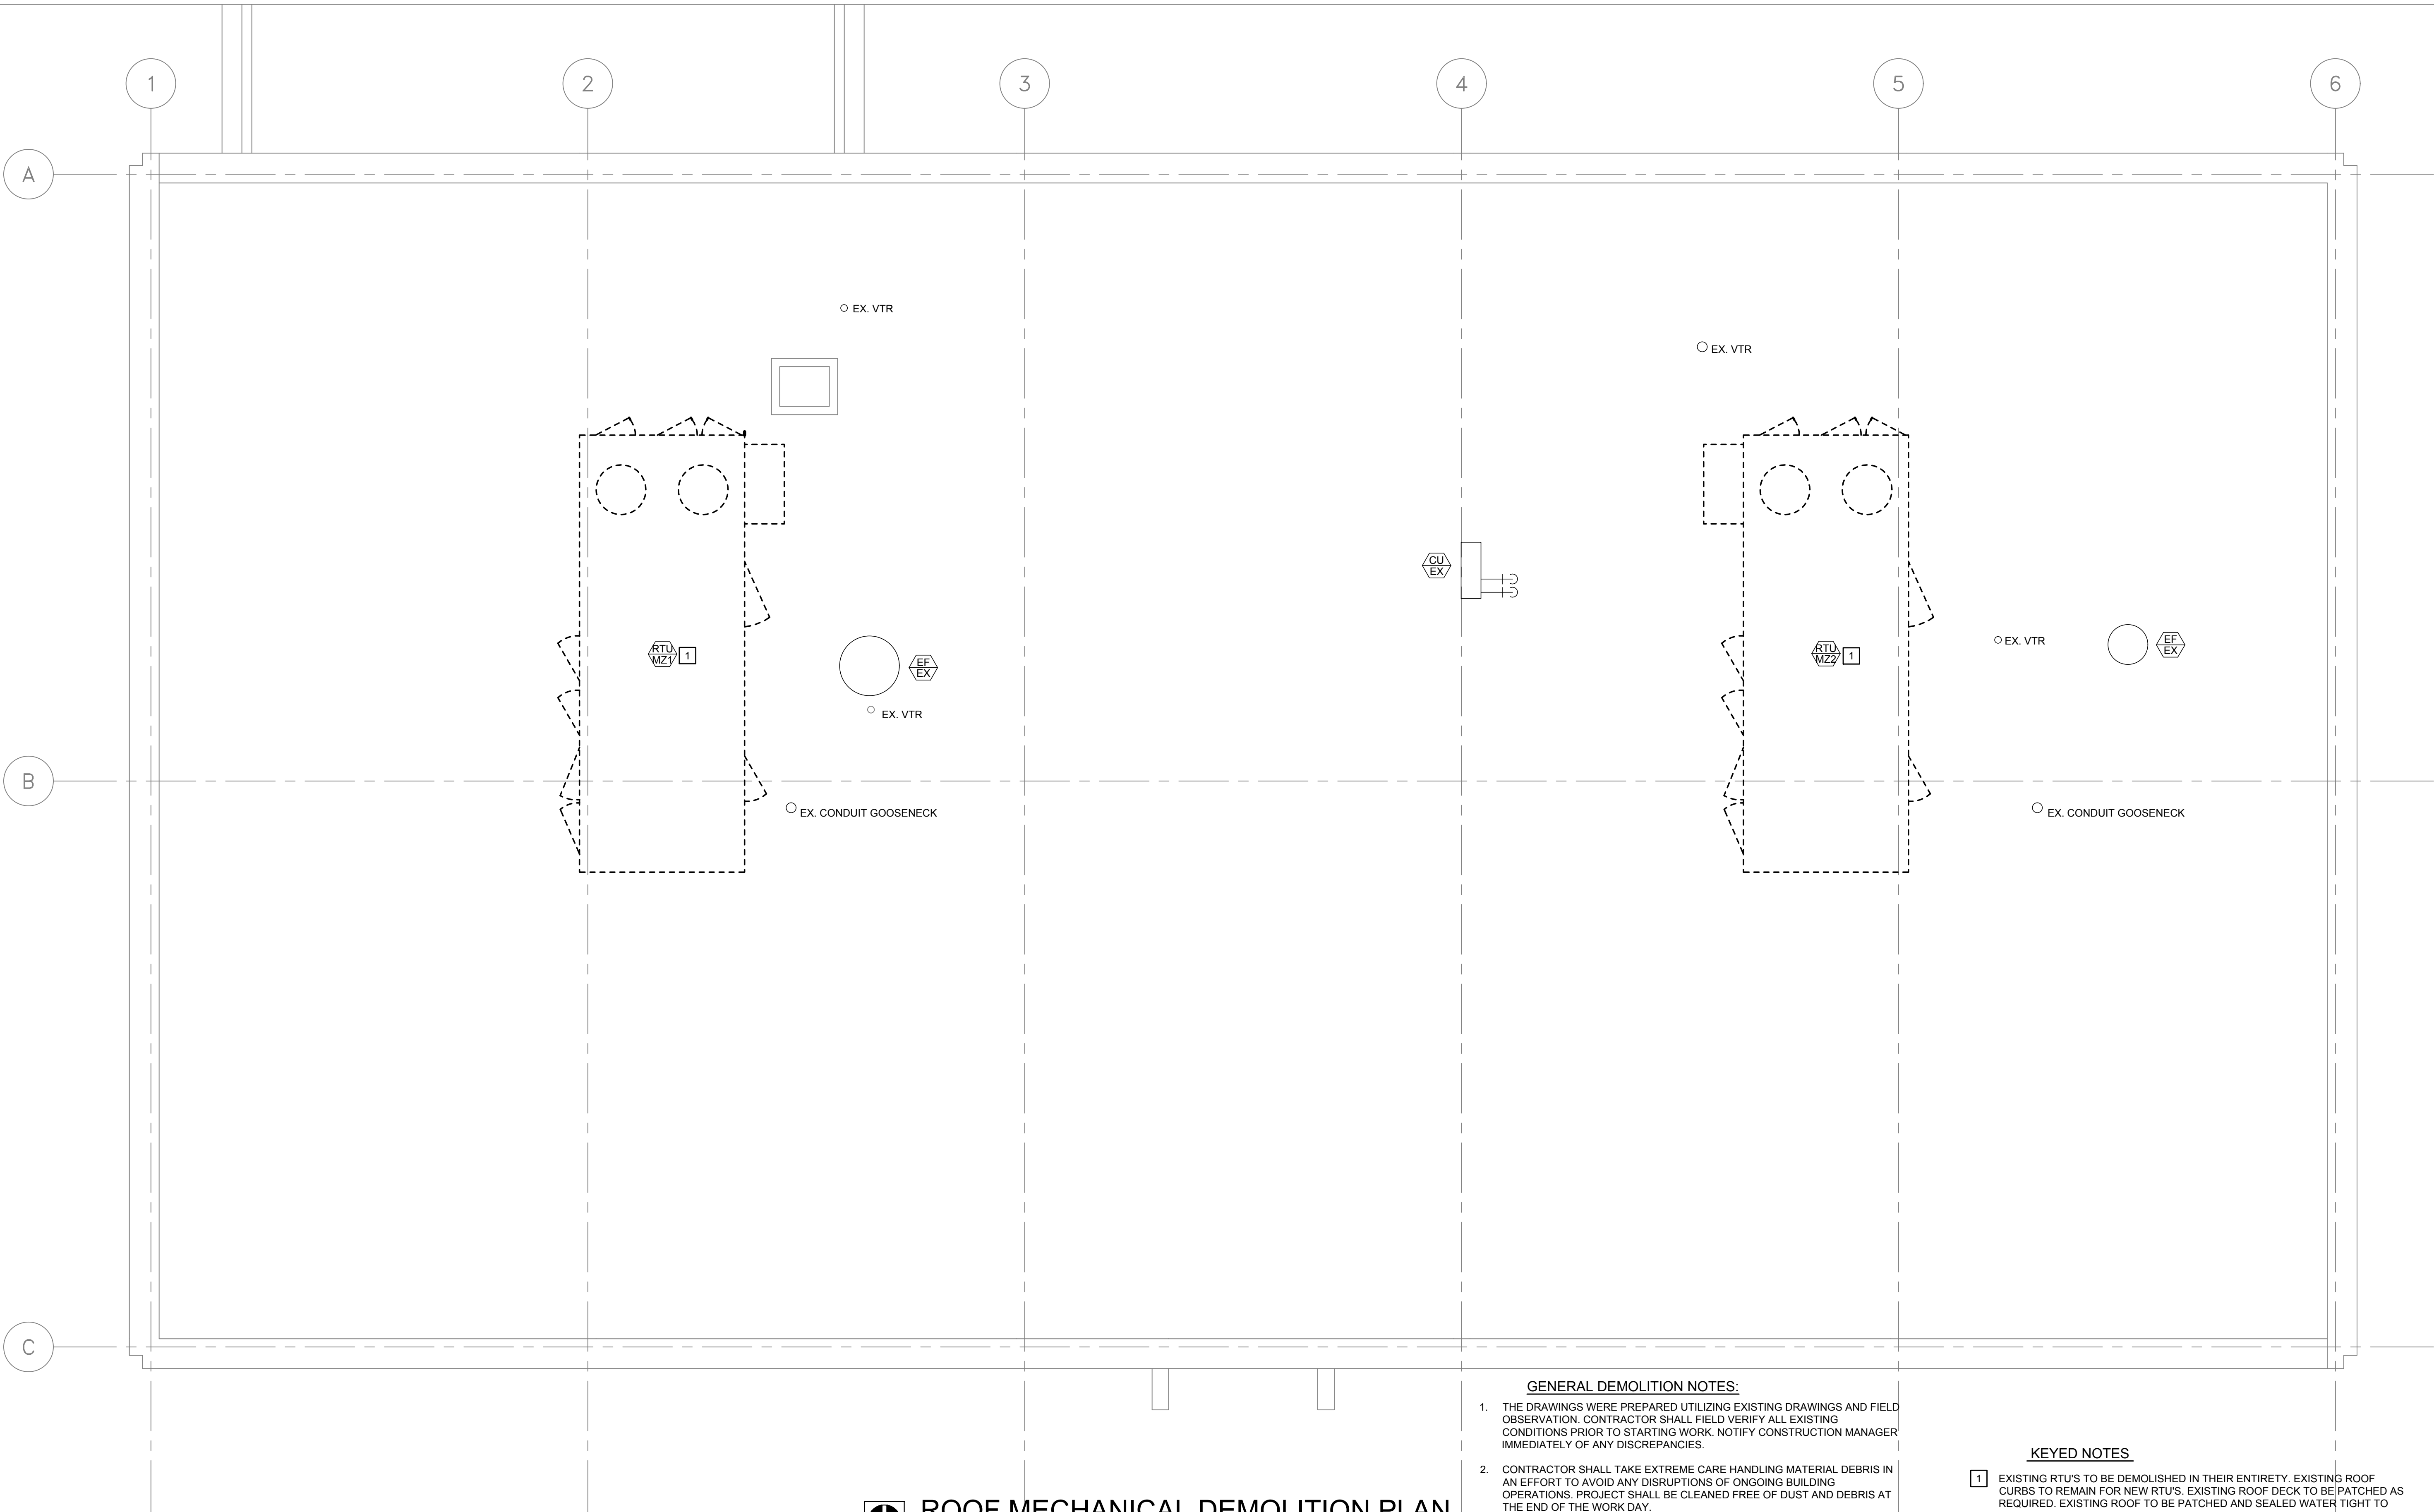 1
2
3
4
5
6
A
EX. VTR
EX. VTR
CU
EX
RTU
MZ1
1
EF
EX
EX. VTR
RTU
MZ2
1
EX. VTR
EF
EX
B
EX. CONDUIT GOOSENECK
EX. CONDUIT GOOSENECK
C
GENERAL DEMOLITION NOTES:
1. THE DRAWINGS WERE PREPARED UTILIZING EXISTING DRAWINGS AND FIELD
OBSERVATION. CONTRACTOR SHALL FIELD VERIFY ALL EXISTING
CONDITIONS PRIOR TO STARTING WORK. NOTIFY CONSTRUCTION MANAGER
IMMEDIATELY OF ANY DISCREPANCIES.
2. CONTRACTOR SHALL TAKE EXTREME CARE HANDLING MATERIAL DEBRIS IN
AN EFFORT TO AVOID ANY DISRUPTIONS OF ONGOING BUILDING
OPERATIONS. PROJECT SHALL BE CLEANED FREE OF DUST AND DEBRIS AT
THE END OF THE WORK DAY.
KEYED NOTES
1 EXISTING RTU'S TO BE DEMOLISHED IN THEIR ENTIRETY. EXISTING ROOF
CURBS TO REMAIN FOR NEW RTU'S. EXISTING ROOF DECK TO BE PATCHED AS
REQUIRED. EXISTING ROOF TO BE PATCHED AND SEALED WATER TIGHT TO
ROOF MECHANICAL DEMOLITION PLAN